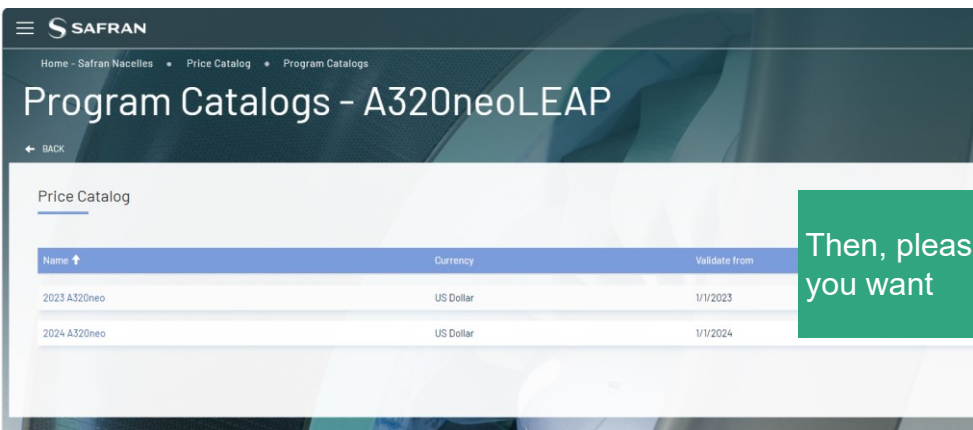 SAFRAN
Home - Safran Nacelles • Price Catalog • Program Catalogs
Program Catalogs - A320neoLEAP
← BACK
Price Catalog
Name ↑ Currency Validate from
2023 A320neo US Dollar 1/1/2023
2024 A320neo US Dollar 1/1/2024
Then, pleas
you want